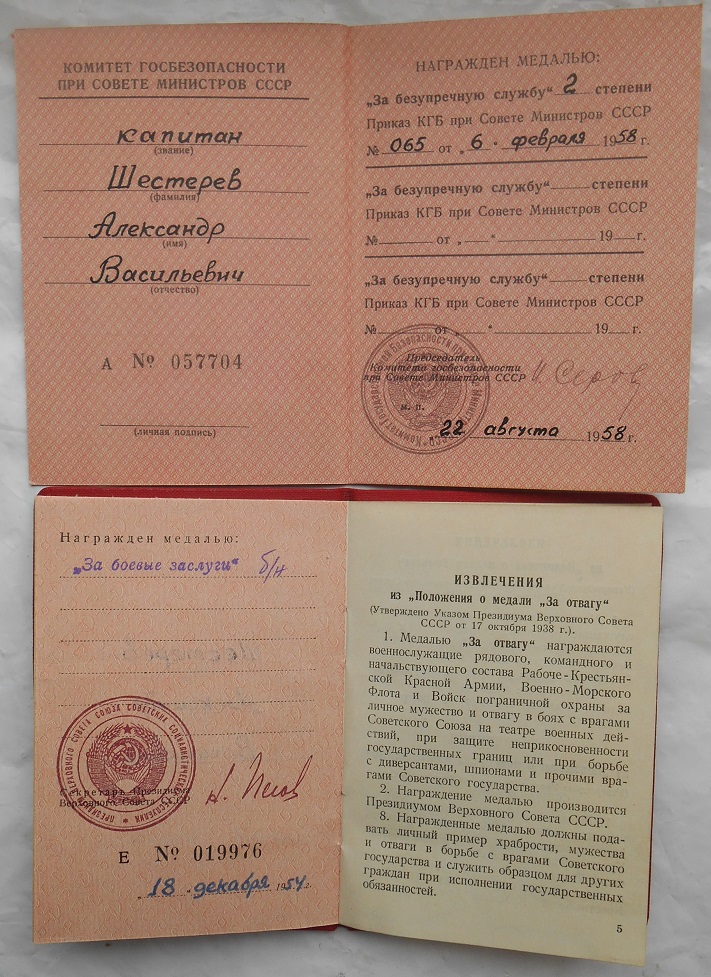 КОМИТЕТ ГОСБЕЗОПАСНОСТИ
ПРИ СОВЕТЕ МИНИСТРОВ СССР
капитан
(звание)
Шестерев
(фамилия)
Александр
(имя)
Васильевич
(отчество)
А № 057704
(личная подпись)
НАГРАЖДЕН МЕДАЛЬЮ:
„За безупречную службу“ 2 степени
Приказ КГБ при Совете Министров СССР
№ 065 от „6“ февраля 1958 г.
„За безупречную службу“ степени
Приказ КГБ при Совете Министров СССР
№ от „ “ 19 г.
„За безупречную службу“ степени
Приказ КГБ при Совете Министров СССР
№ от „ “ 19 г.
Председатель
Комитета госбезопасности
при Совете Министров СССР И. Серов
м. п.
22 августа 1958 г.
Награжден медалью:
„За боевые заслуги“ б/н
ПРЕЗИДИУМ ВЕРХОВНОГО СОВЕТА СОЮЗА СОВЕТСКИХ СОЦИАЛИСТИЧЕСКИХ РЕСПУБЛИК
Секретарь Президиума
Верховного Совета СССР Н. Пегов
Е № 019976
„18“ декабря 1954 г.
ИЗВЛЕЧЕНИЯ
из „Положения о медали „За отвагу“
(Утверждено Указом Президиума Верховного Совета
СССР от 17 октября 1938 г.).
1. Медалью „За отвагу“ награждаются
военнослужащие рядового, командного и
начальствующего состава Рабоче-Крестьян-
ской Красной Армии, Военно-Морского
Флота и Войск пограничной охраны за
личное мужество и отвагу в боях с врагами
Советского Союза на театре военных дей-
ствий, при защите неприкосновенности
государственных границ или при борьбе
с диверсантами, шпионами и прочими вра-
гами Советского государства.
2. Награждение медалью производится
Президиумом Верховного Совета СССР.
8. Награжденные медалью должны пода-
вать личный пример храбрости, мужества
и отваги в борьбе с врагами Советского
государства и служить образцом для других
граждан при исполнении государственных
обязанностей.
5